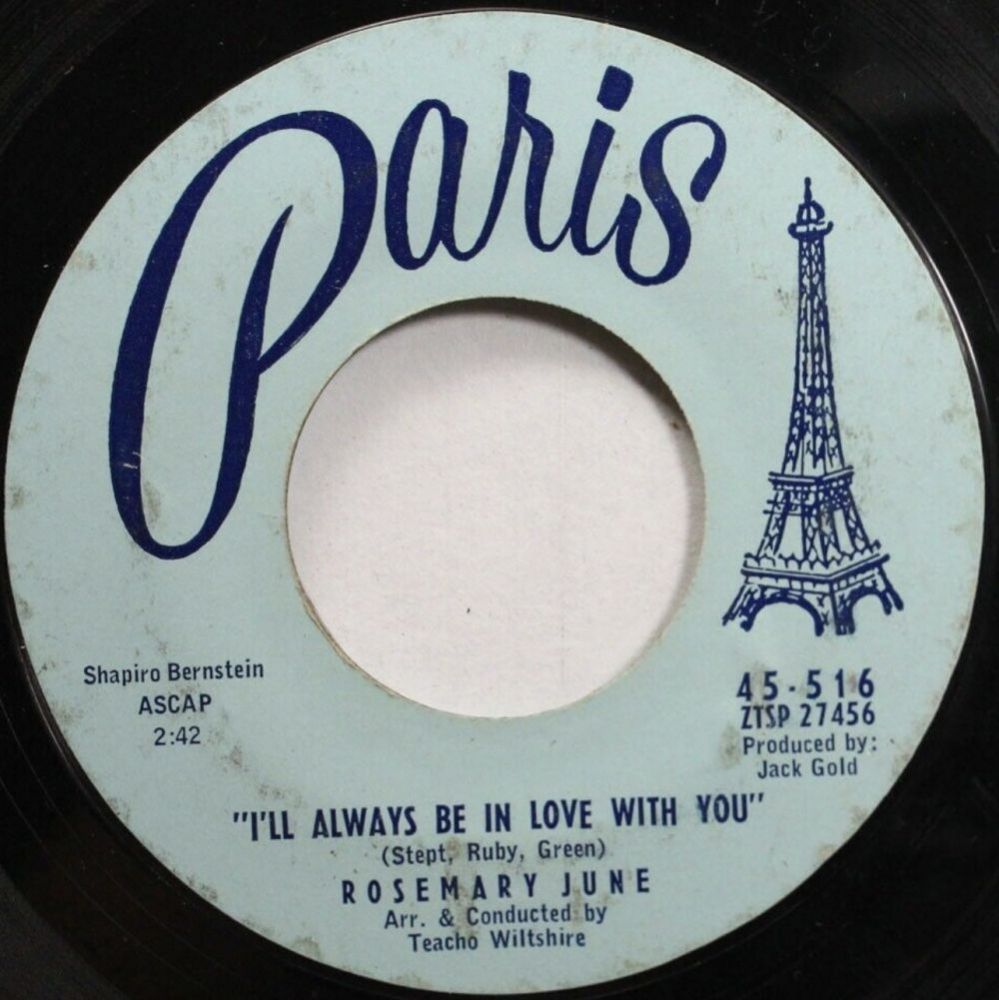 Paris
Shapiro Bernstein
ASCAP
2:42
45-516
ZTSP 27456
Produced by:
Jack Gold
"I'LL ALWAYS BE IN LOVE WITH YOU"
(Stept, Ruby, Green)
ROSEMARY JUNE
Arr. & Conducted by
Teacho Wiltshire